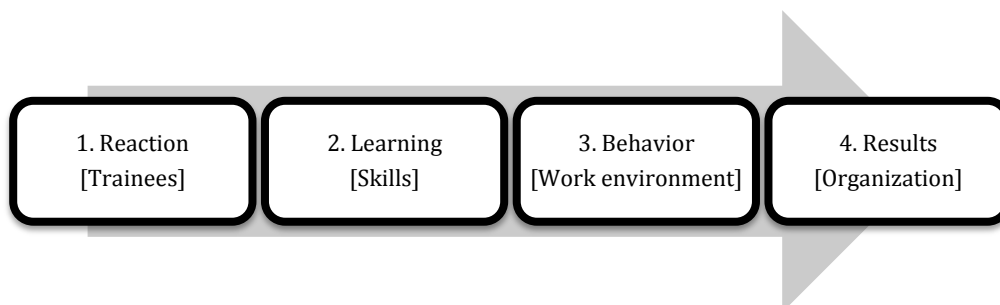 1. Reaction
[Trainees]
2. Learning
[Skills]
3. Behavior
[Work environment]
4. Results
[Organization]